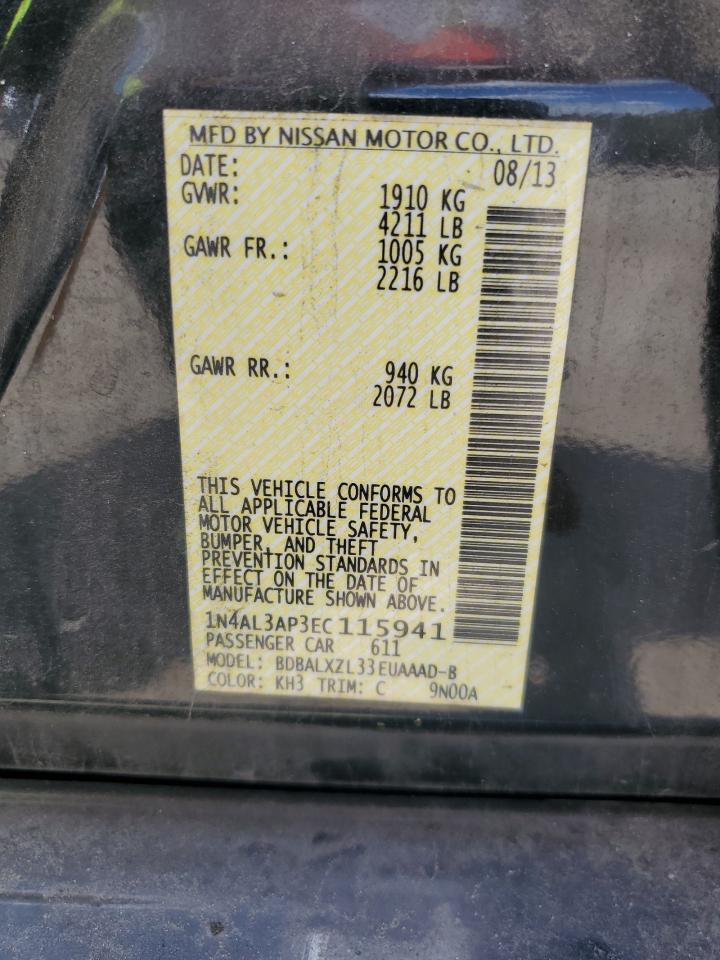 MFD BY NISSAN MOTOR CO., LTD.
DATE: 08/13
GVWR: 1910 KG
4211 LB
GAWR FR.: 1005 KG
2216 LB
GAWR RR.: 940 KG
2072 LB
THIS VEHICLE CONFORMS TO
ALL APPLICABLE FEDERAL
MOTOR VEHICLE SAFETY,
BUMPER, AND THEFT
PREVENTION STANDARDS IN
EFFECT ON THE DATE OF
MANUFACTURE SHOWN ABOVE.
1N4AL3AP3EC115941
PASSENGER CAR 611
MODEL: BDBALXZL33EUAAAD-B
COLOR: KH3 TRIM: C 9N00A